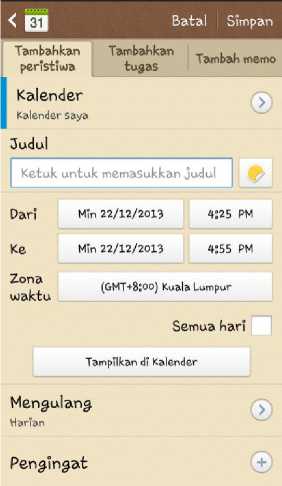 31 Batal Simpan
Tambahkan peristiwa
Tambahkan tugas
Tambah memo
Kalender
Kalender saya
Judul
Ketuk untuk memasukkan judul
Dari Min 22/12/2013 4:25 PM
Ke Min 22/12/2013 4:55 PM
Zona waktu (GMT+8:00) Kuala Lumpur
Semua hari
Tampilkan di Kalender
Mengulang
Harian
Pengingat